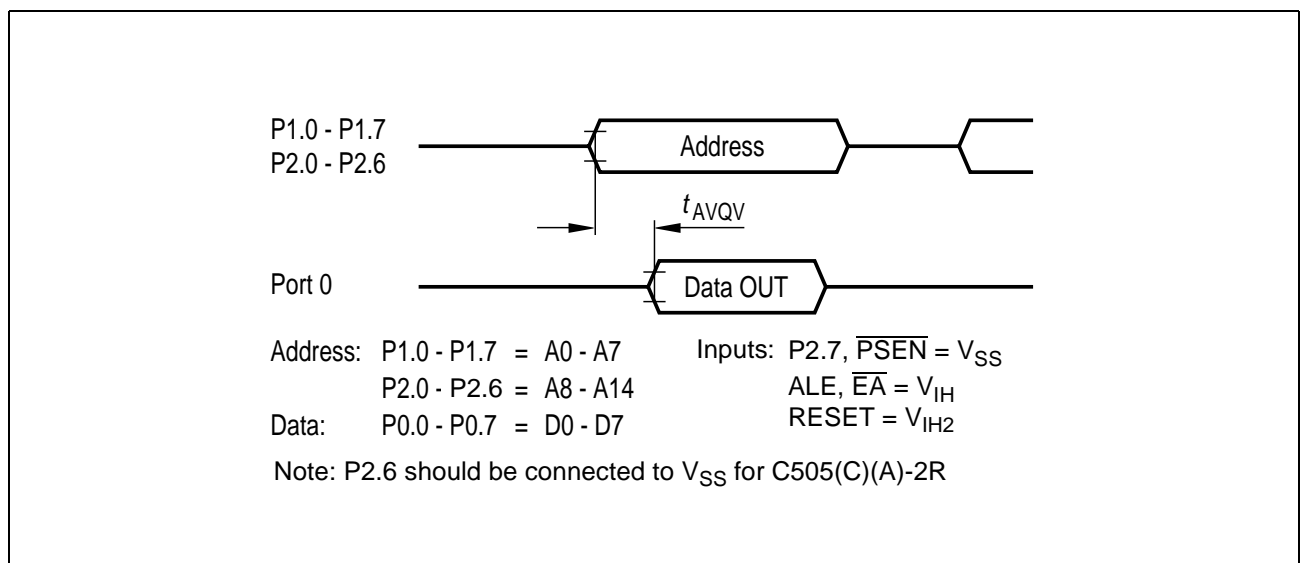 P1.0 - P1.7
P2.0 - P2.6
Address
tAVQV
Port 0
Data OUT
Address: P1.0 - P1.7 = A0 - A7
P2.0 - P2.6 = A8 - A14
Data: P0.0 - P0.7 = D0 - D7
Inputs: P2.7, P̅S̅E̅N̅ = VSS
ALE, E̅A̅ = VIH
RESET = VIH2
Note: P2.6 should be connected to VSS for C505(C)(A)-2R